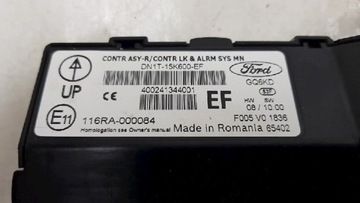 CONTR ASY-R/CONTR LK & ALRM SYS MN
DN1T-15K600-EF
Ford
GQ6KD
UP
CE
400241344001
EF
HW SW
08 / 10.00
E11
116RA-000084
F005 V0 1836
Homologation see Owner's manual
Made in Romania
65402